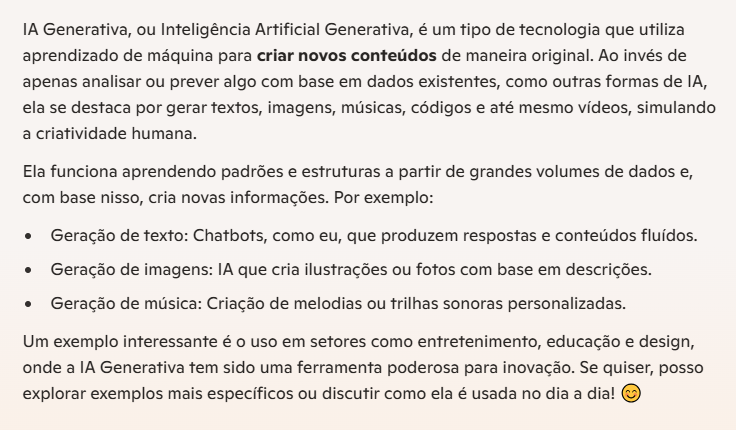 IA Generativa, ou Inteligência Artificial Generativa, é um tipo de tecnologia que utiliza
aprendizado de máquina para criar novos conteúdos de maneira original. Ao invés de
apenas analisar ou prever algo com base em dados existentes, como outras formas de IA,
ela se destaca por gerar textos, imagens, músicas, códigos e até mesmo vídeos, simulando
a criatividade humana.
Ela funciona aprendendo padrões e estruturas a partir de grandes volumes de dados e,
com base nisso, cria novas informações. Por exemplo:
• Geração de texto: Chatbots, como eu, que produzem respostas e conteúdos fluídos.
• Geração de imagens: IA que cria ilustrações ou fotos com base em descrições.
• Geração de música: Criação de melodias ou trilhas sonoras personalizadas.
Um exemplo interessante é o uso em setores como entretenimento, educação e design,
onde a IA Generativa tem sido uma ferramenta poderosa para inovação. Se quiser, posso
explorar exemplos mais específicos ou discutir como ela é usada no dia a dia! 😊